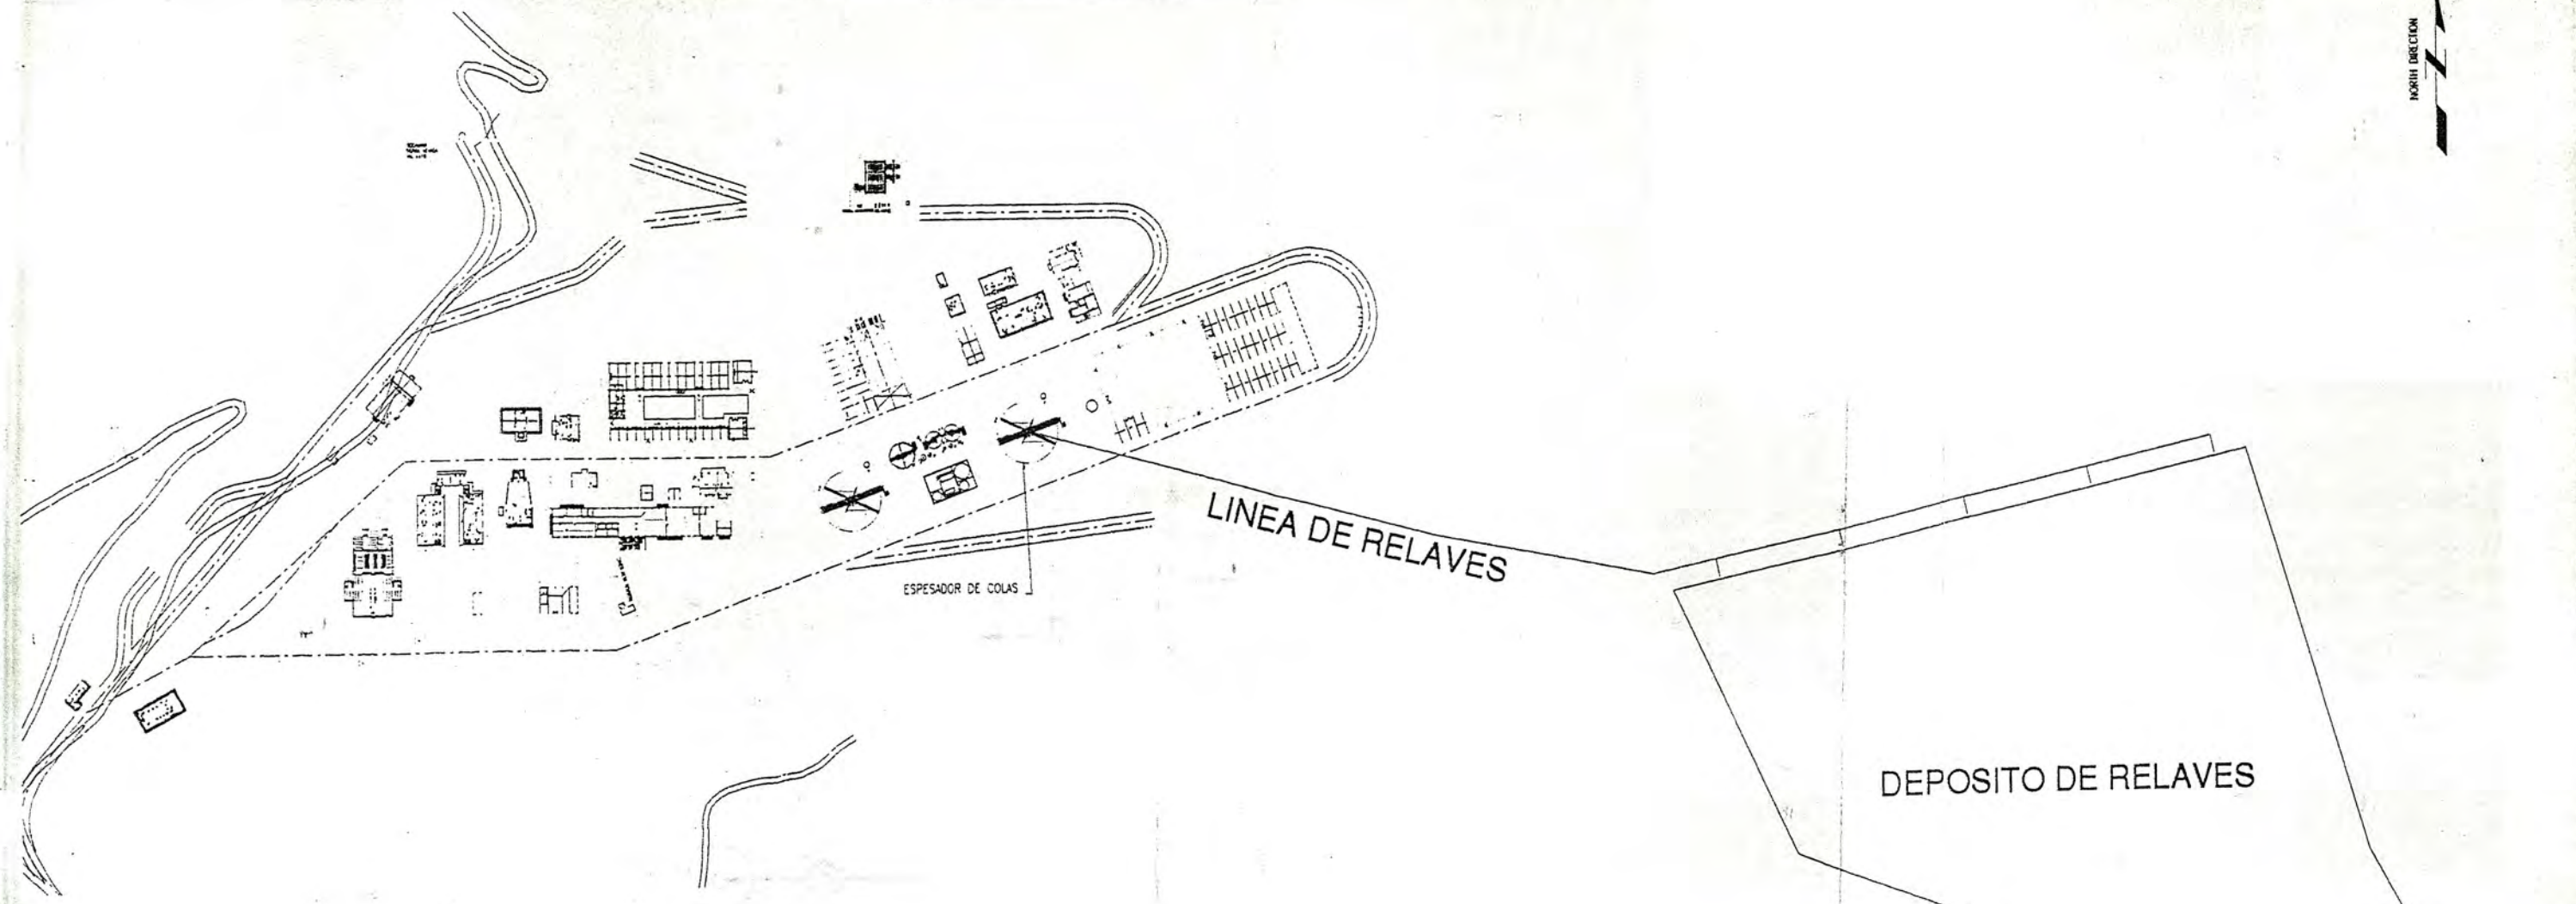 NORTH DIRECTION
LINEA DE RELAVES
ESPESADOR DE COLAS
DEPOSITO DE RELAVES